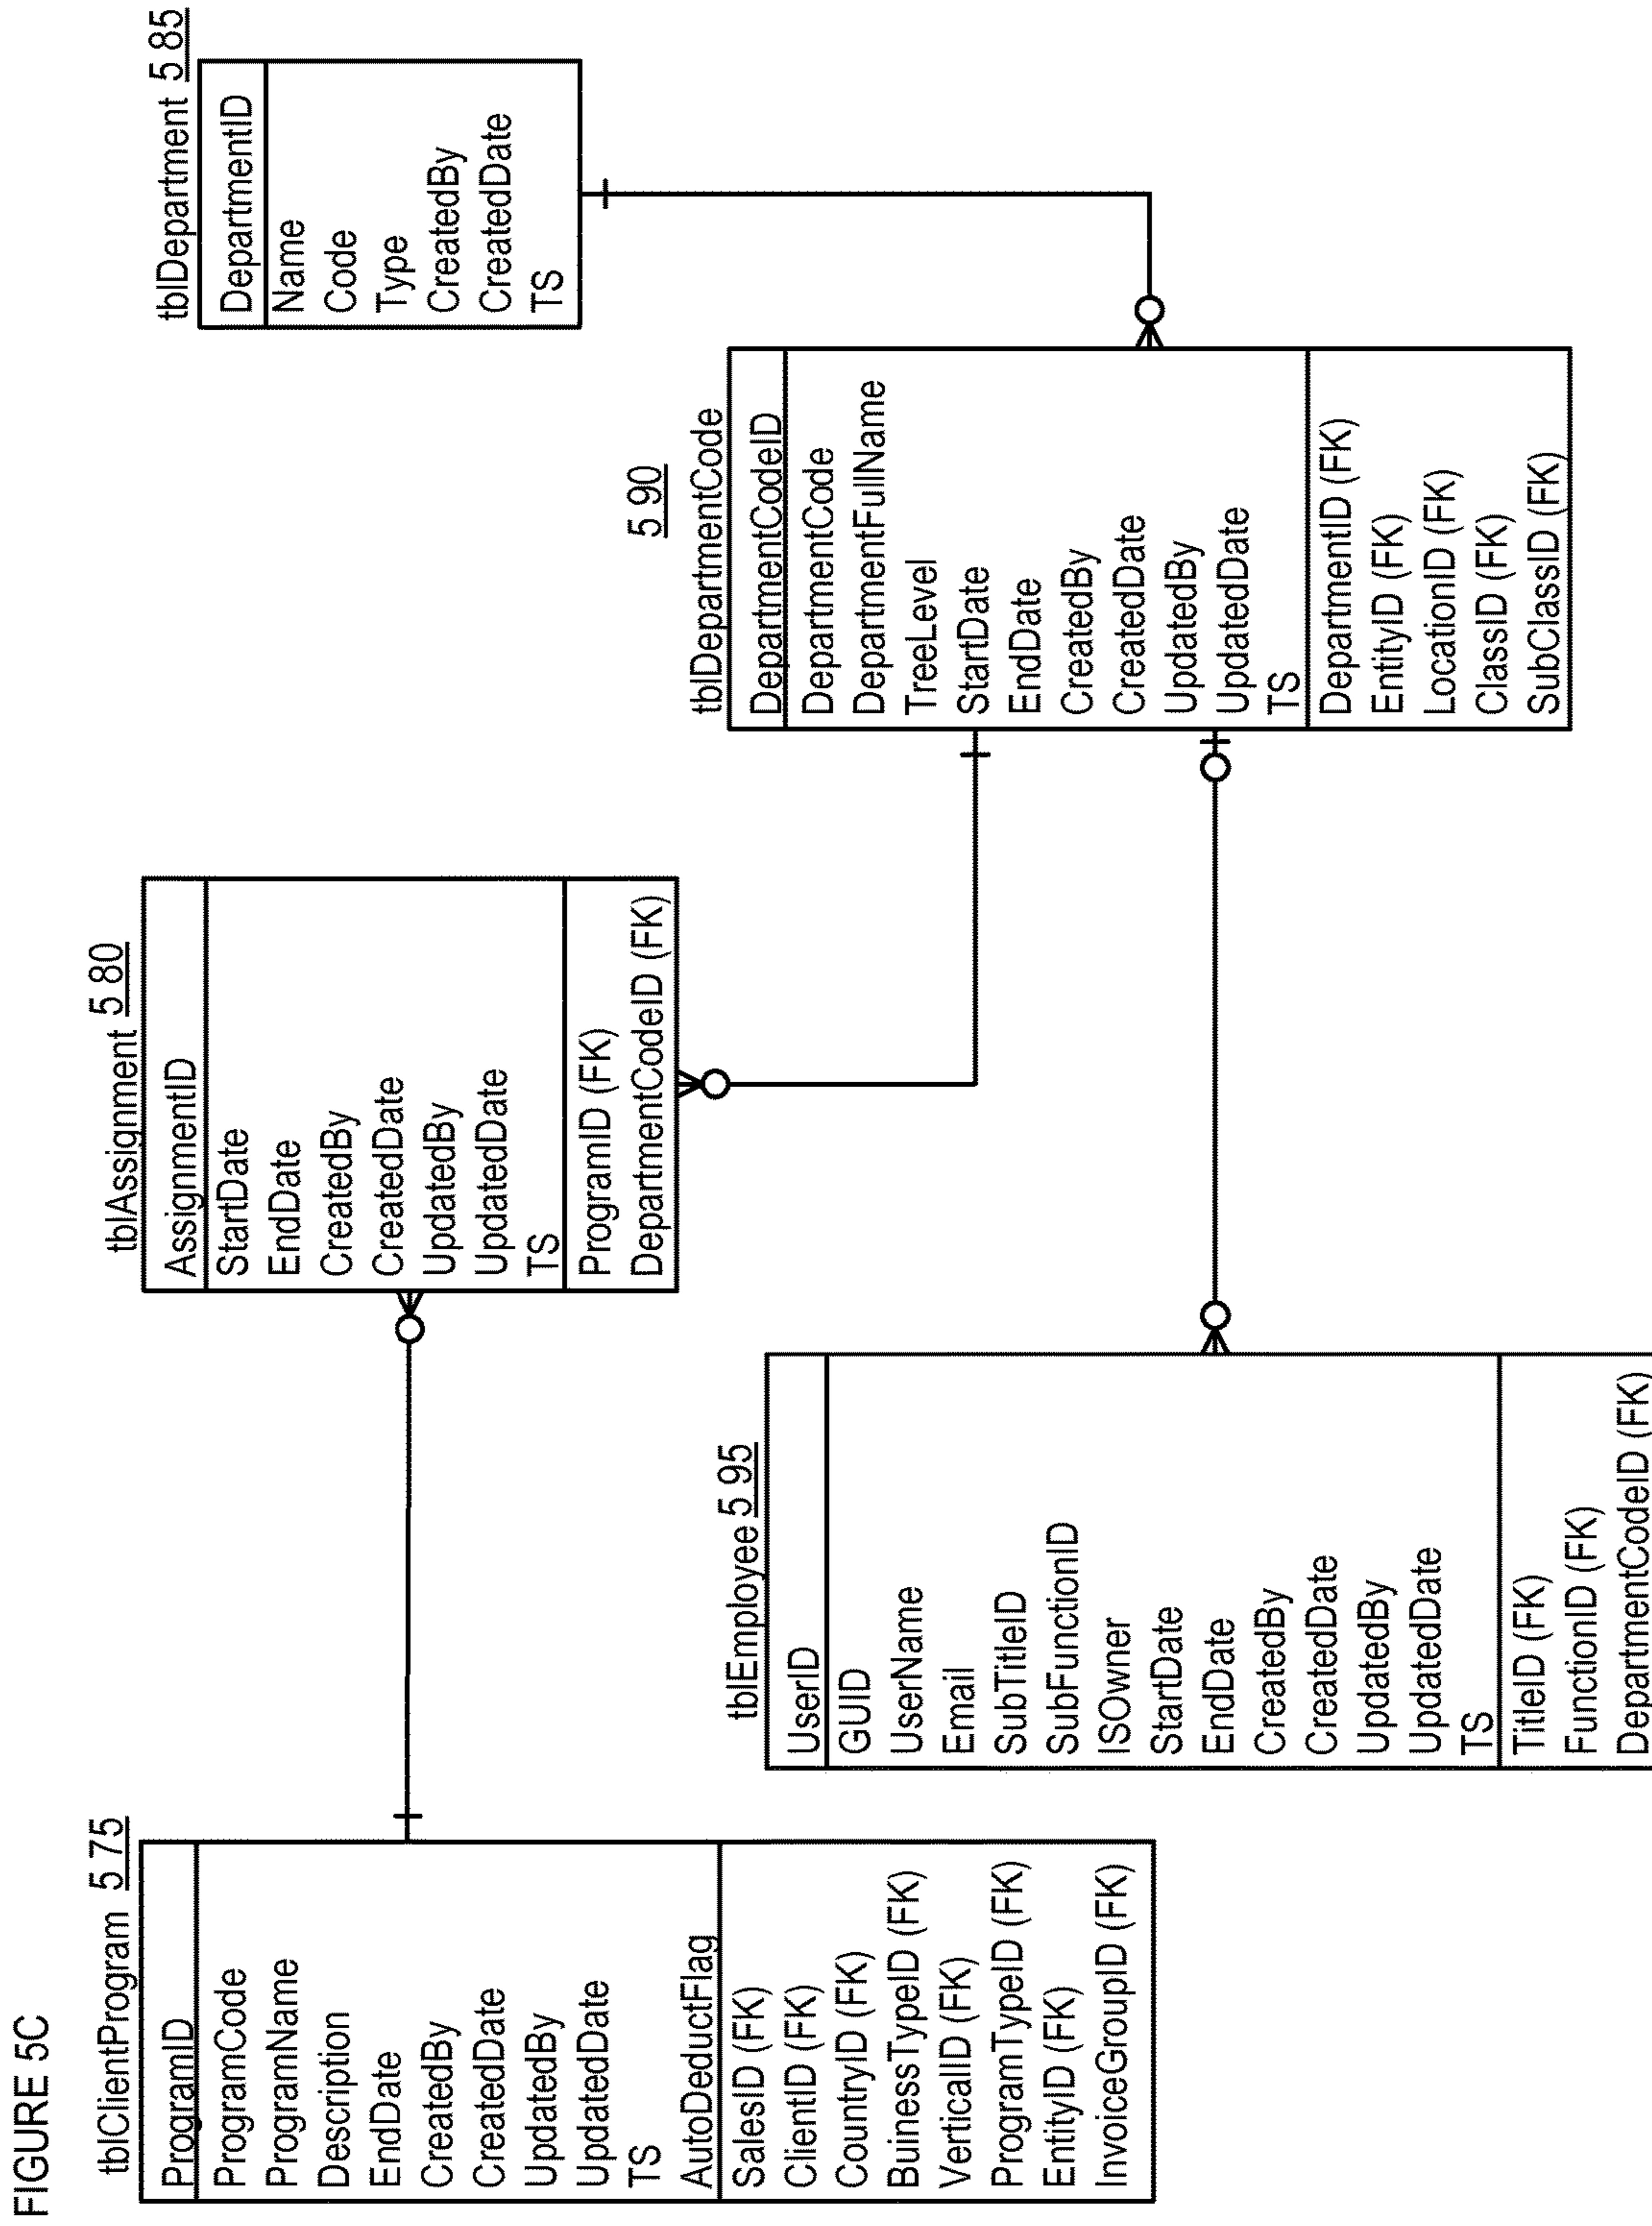 FIGURE 5C
tblClientProgram 5 75
ProgramID
ProgramCode
ProgramName
Description
EndDate
CreatedBy
CreatedDate
UpdatedBy
UpdatedDate
TS
AutoDeductFlag
SalesID (FK)
ClientID (FK)
CountryID (FK)
BuinessTypeID (FK)
VerticalID (FK)
ProgramTypeID (FK)
EntityID (FK)
InvoiceGroupID (FK)
tblAssignment 5 80
AssignmentID
StartDate
EndDate
CreatedBy
CreatedDate
UpdatedBy
UpdatedDate
TS
ProgramID (FK)
DepartmentCodeID (FK)
tblDepartment 5 85
DepartmentID
Name
Code
Type
CreatedBy
CreatedDate
TS
tblEmployee 5 95
UserID
GUID
UserName
Email
SubTitleID
SubFunctionID
ISOwner
StartDate
EndDate
CreatedBy
CreatedDate
UpdatedBy
UpdatedDate
TS
TitleID (FK)
FunctionID (FK)
DepartmentCodeID (FK)
5 90
tblDepartmentCode
DepartmentCodeID
DepartmentCode
DepartmentFullName
TreeLevel
StartDate
EndDate
CreatedBy
CreatedDate
UpdatedBy
UpdatedDate
TS
DepartmentID (FK)
EntityID (FK)
LocationID (FK)
ClassID (FK)
SubClassID (FK)